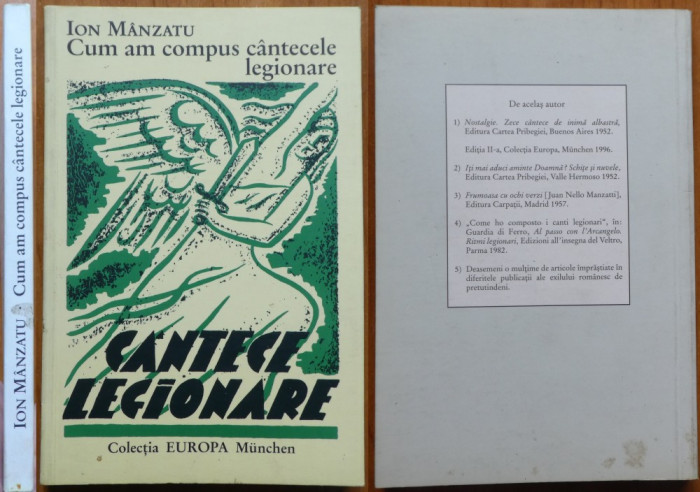 ION MÂNZATU Cum am compus cântecele legionare
ION MÂNZATU
Cum am compus cântecele
legionare
CANTECE
LEGIONARE
Colecția EUROPA München
De acelaș autor
1) Nostalgie. Zece cântece de inimă albastră,
Editura Cartea Pribegiei, Buenos Aires 1952.
Ediția II-a, Colecția Europa, München 1996.
2) Iți mai aduci aminte Doamnă? Schițe și nuvele,
Editura Cartea Pribegiei, Valle Hermoso 1952.
3) Frumoasa cu ochi verzi [Juan Nello Manzatti],
Editura Carpații, Madrid 1957.
4) „Come ho composto i canti legionari“, în:
Guardia di Ferro, Al passo con l'Arcangelo.
Ritmi legionari, Edizioni all'insegna del Veltro,
Parma 1982.
5) Deasemeni o mulțime de articole împrăștiate în
diferitele publicații ale exilului românesc de
pretutindeni.